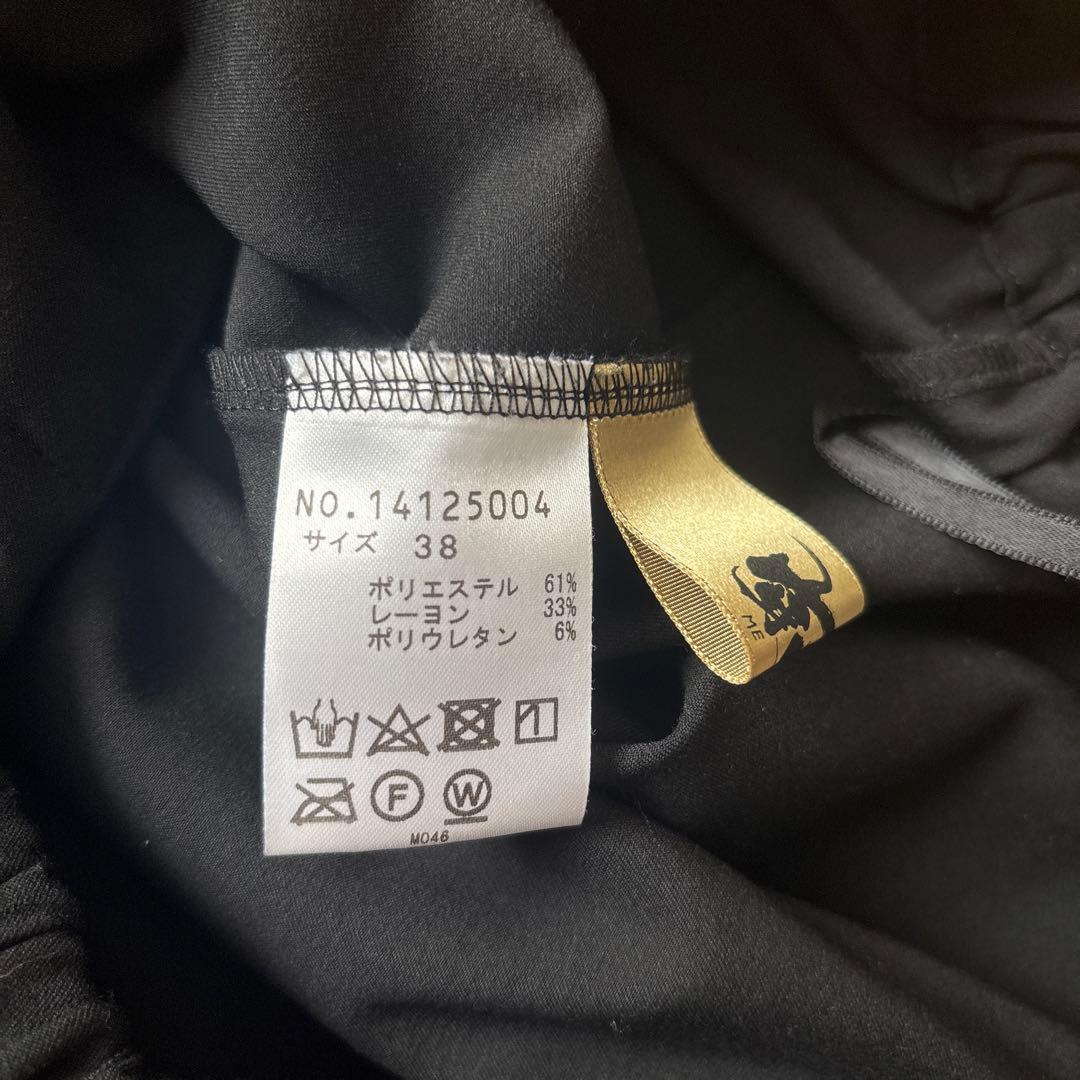 NO.14125004
サイズ 38
ポリエステル 61%
レーヨン 33%
ポリウレタン 6%
F W
M046
ME